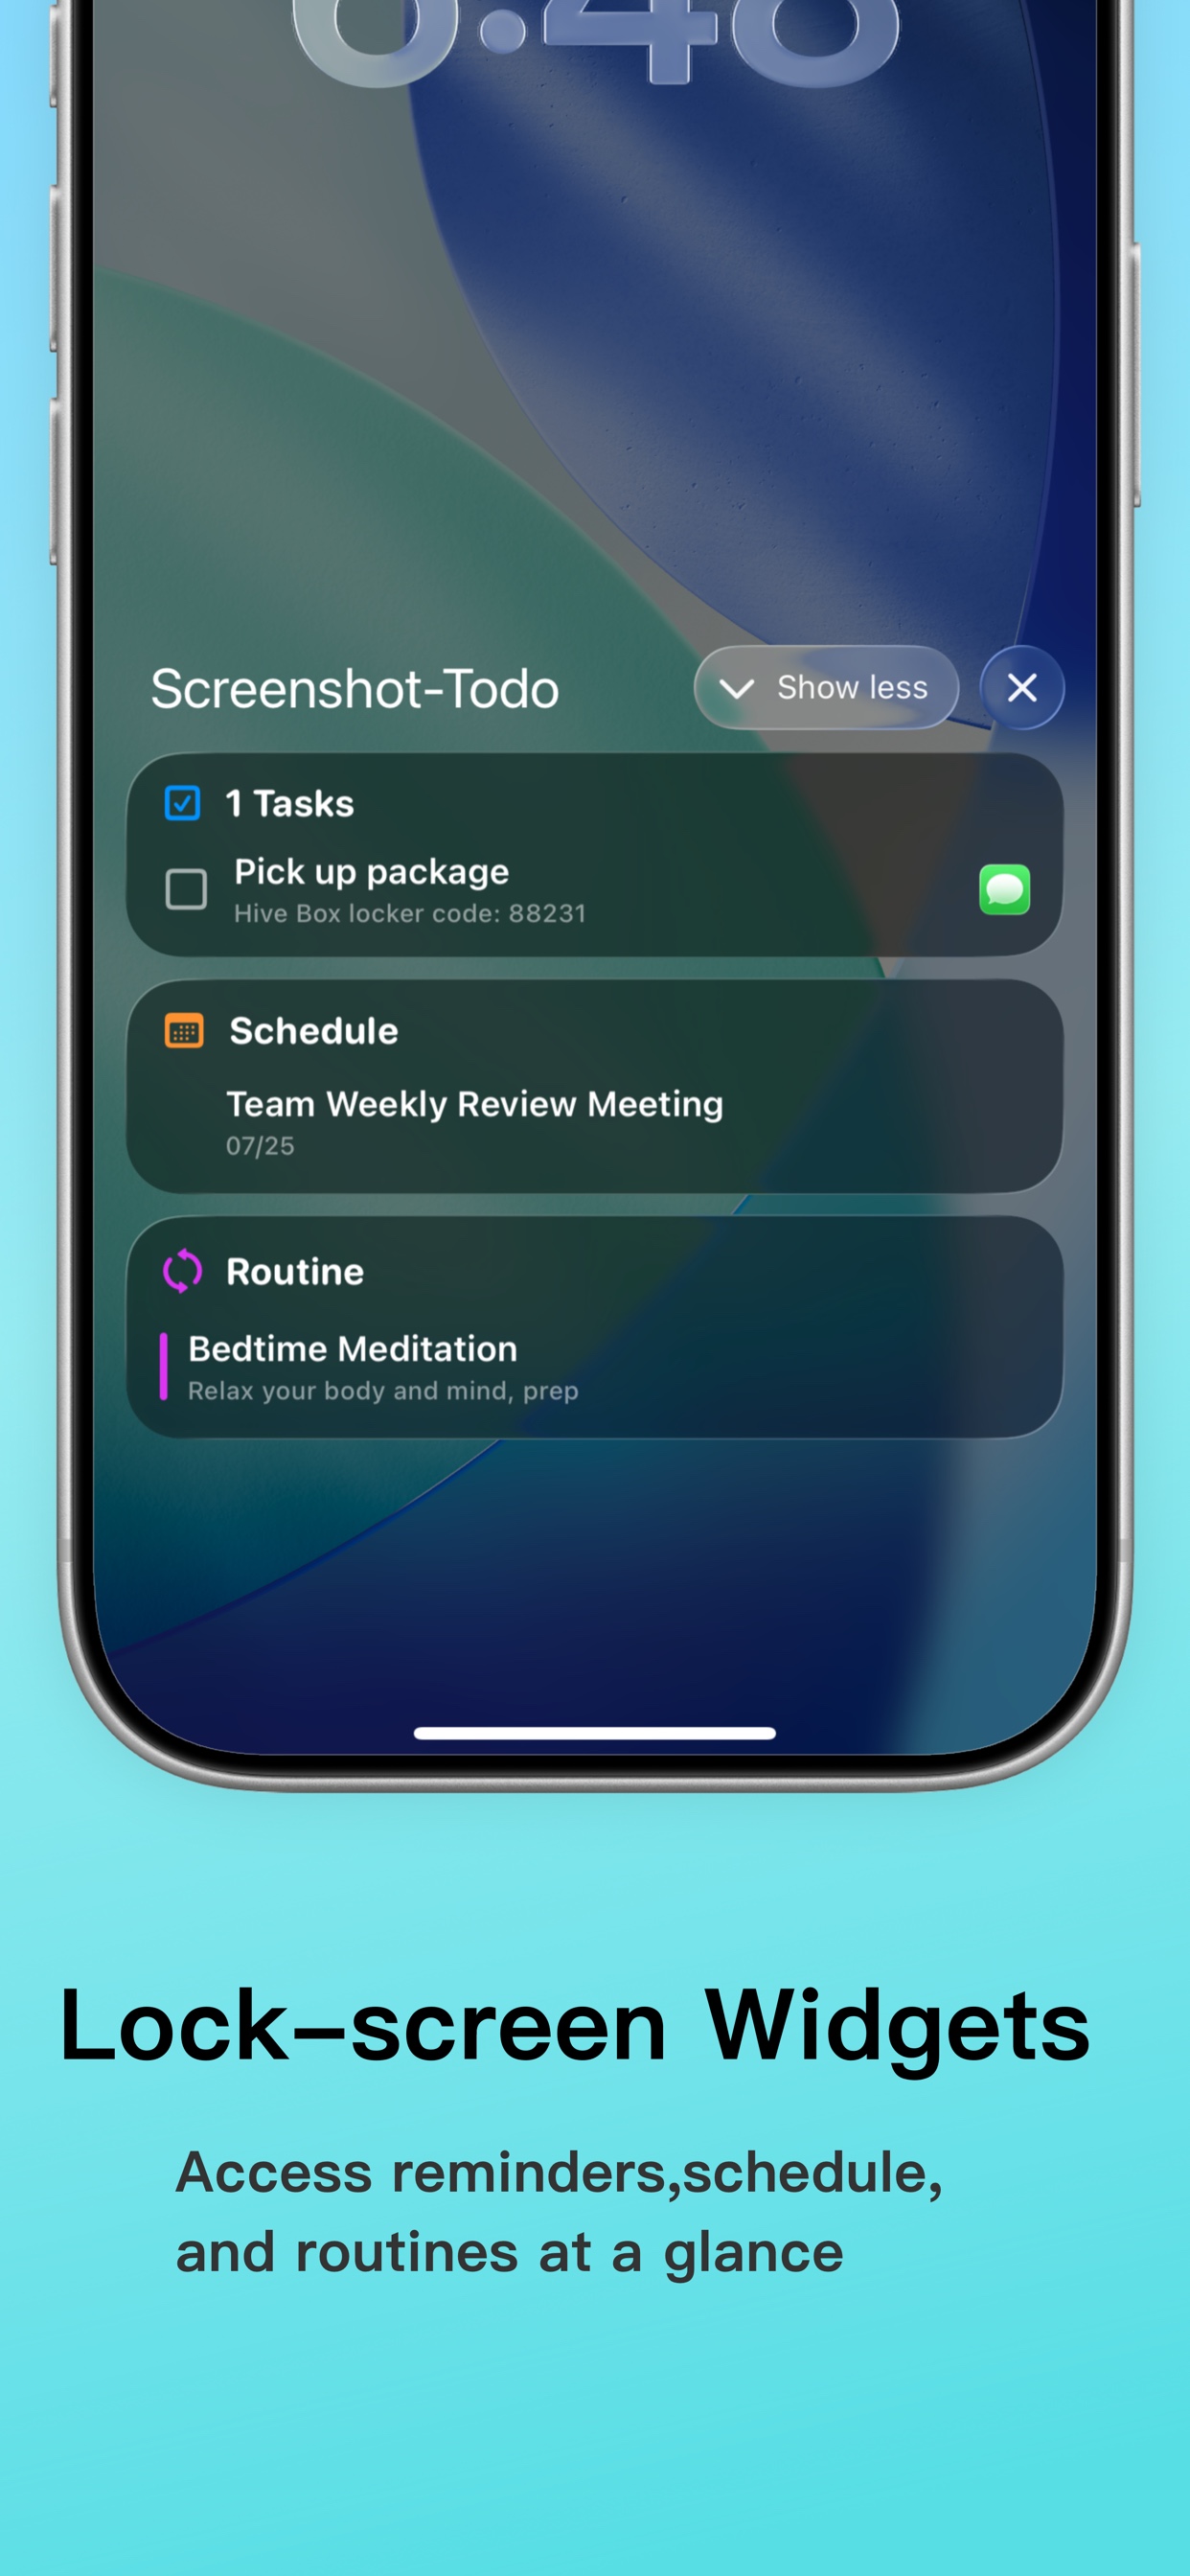 Screenshot-Todo
Show less
1 Tasks
Pick up package
Hive Box locker code: 88231
Schedule
Team Weekly Review Meeting
07/25
Routine
Bedtime Meditation
Relax your body and mind, prep
Lock-screen Widgets
Access reminders,schedule,
and routines at a glance